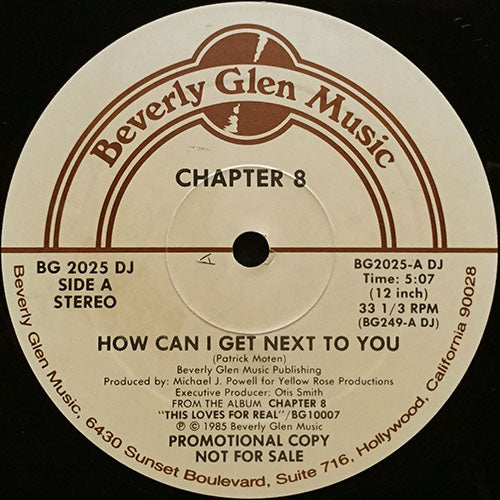 Beverly Glen Music
CHAPTER 8
BG 2025 DJ
SIDE A
STEREO
BG2025-A DJ
Time: 5:07
(12 inch)
33 1/3 RPM
(BG249-A DJ)
HOW CAN I GET NEXT TO YOU
(Patrick Moten)
Beverly Glen Music Publishing
Produced by: Michael J. Powell for Yellow Rose Productions
Executive Producer: Otis Smith
FROM THE ALBUM CHAPTER 8
"THIS LOVES FOR REAL"/BG10007
℗ © 1985 Beverly Glen Music
PROMOTIONAL COPY
NOT FOR SALE
Beverly Glen Music, 6430 Sunset Boulevard, Suite 716, Hollywood, California 90028
A